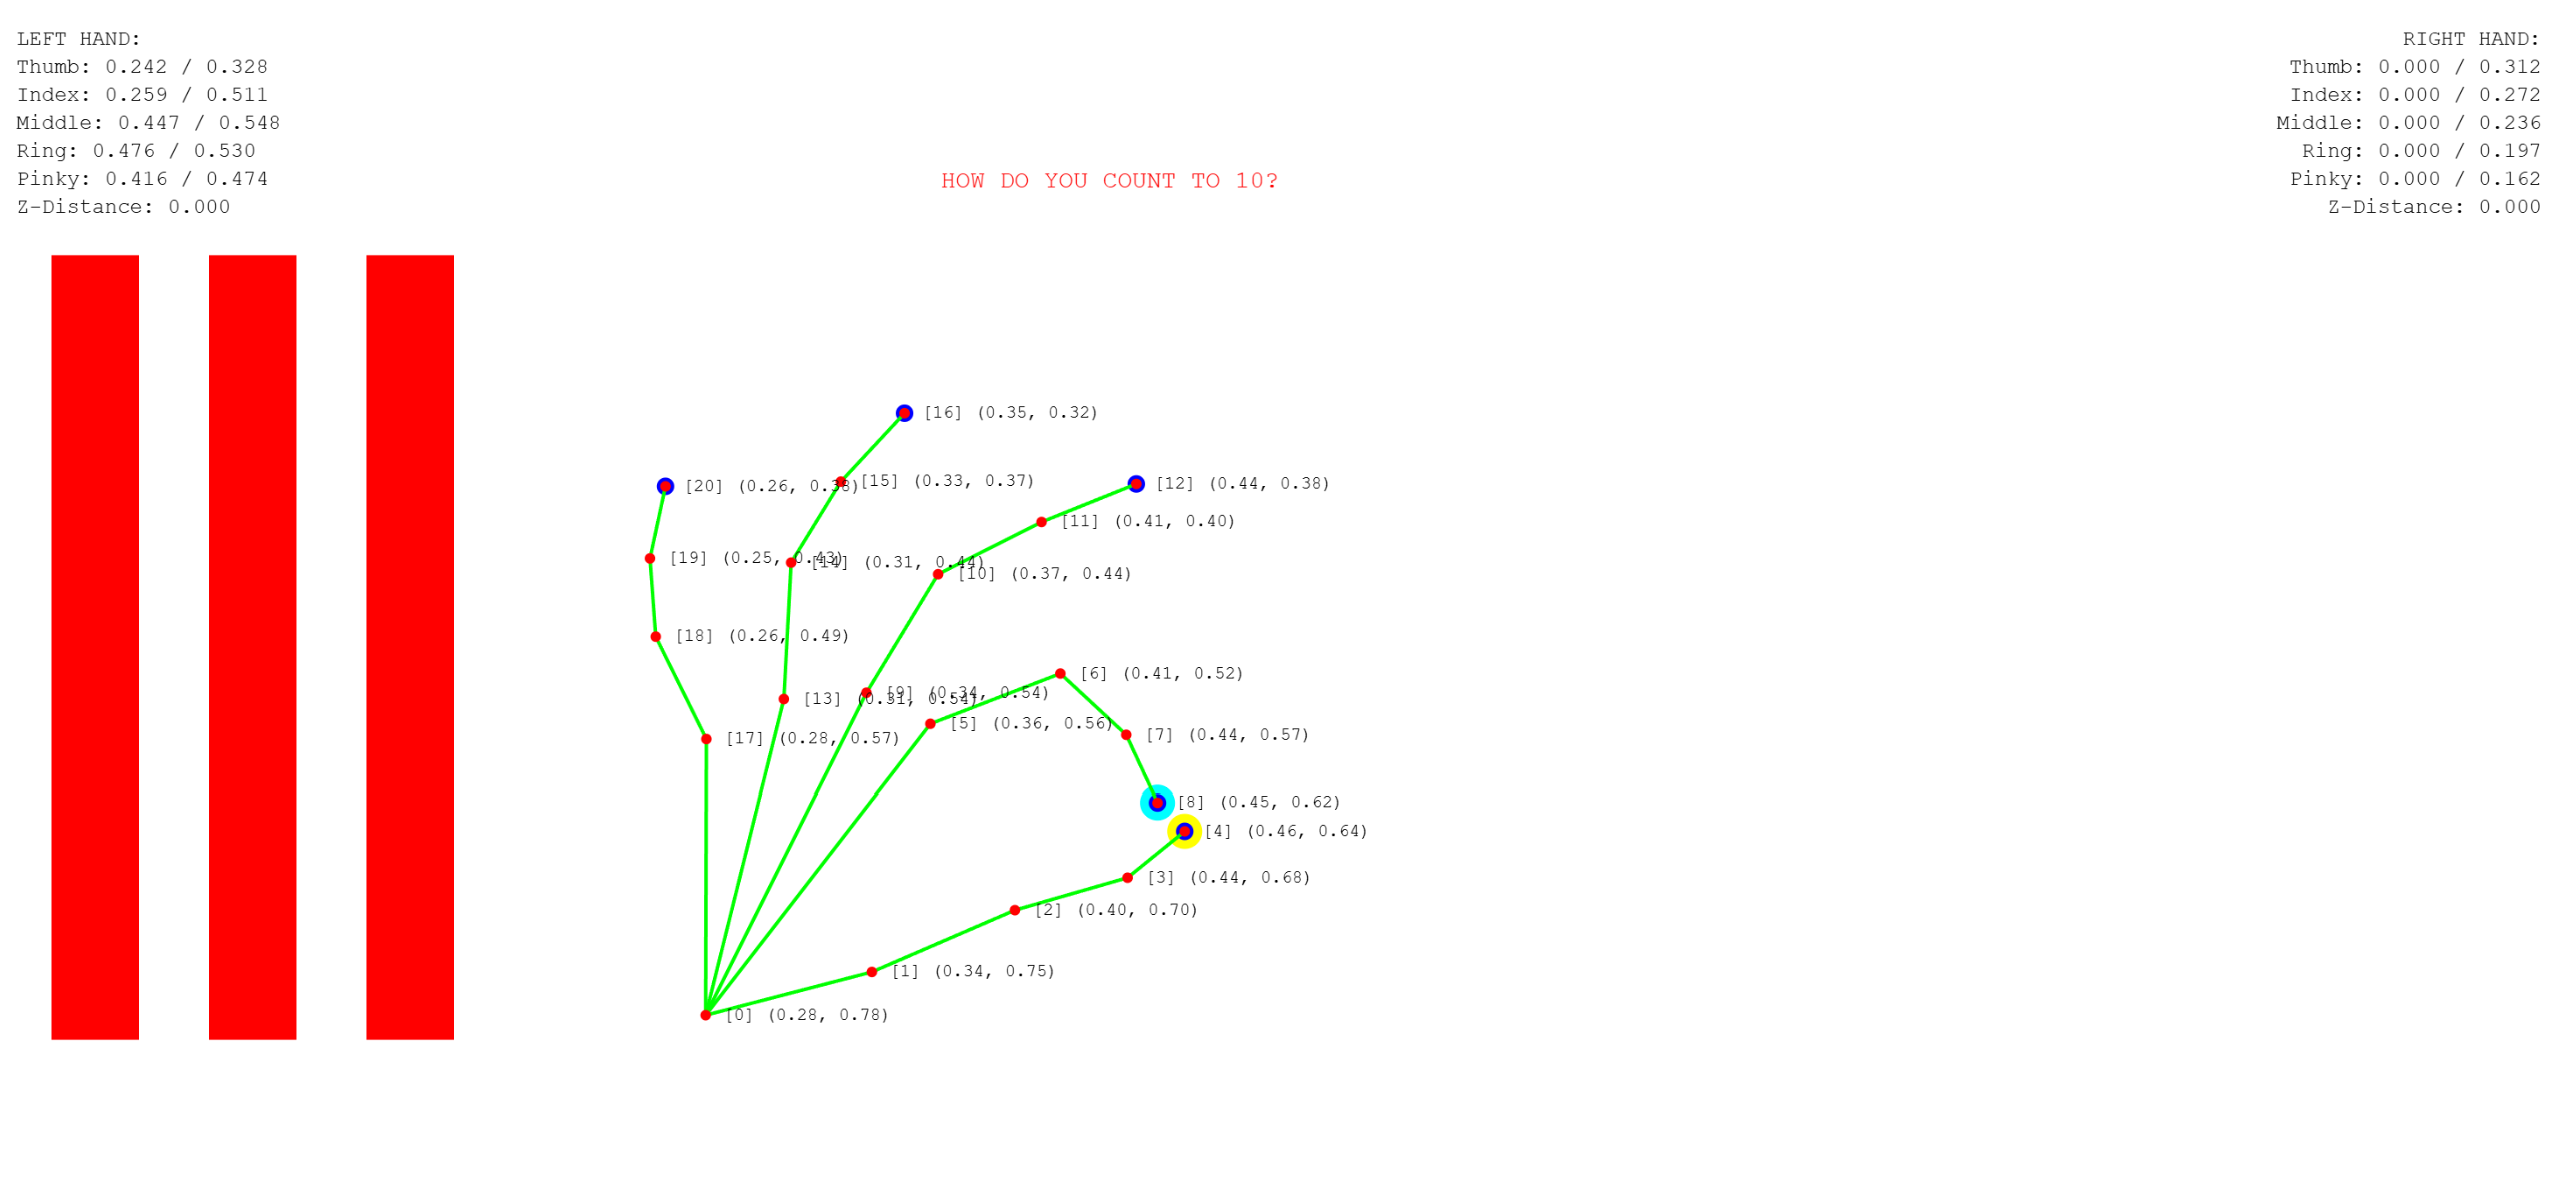 LEFT HAND:
Thumb: 0.242 / 0.328
Index: 0.259 / 0.511
Middle: 0.447 / 0.548
Ring: 0.476 / 0.530
Pinky: 0.416 / 0.474
Z-Distance: 0.000
RIGHT HAND:
Thumb: 0.000 / 0.312
Index: 0.000 / 0.272
Middle: 0.000 / 0.236
Ring: 0.000 / 0.197
Pinky: 0.000 / 0.162
Z-Distance: 0.000
HOW DO YOU COUNT TO 10?
[16] (0.35, 0.32)
[20] (0.26, 0.38)
[15] (0.33, 0.37)
[12] (0.44, 0.38)
[11] (0.41, 0.40)
[19] (0.25, 0.43)
[14] (0.31, 0.44)
[10] (0.37, 0.44)
[18] (0.26, 0.49)
[6] (0.41, 0.52)
[13] (0.31, 0.54)
[9] (0.34, 0.54)
[5] (0.36, 0.56)
[17] (0.28, 0.57)
[7] (0.44, 0.57)
[8] (0.45, 0.62)
[4] (0.46, 0.64)
[3] (0.44, 0.68)
[2] (0.40, 0.70)
[1] (0.34, 0.75)
[0] (0.28, 0.78)